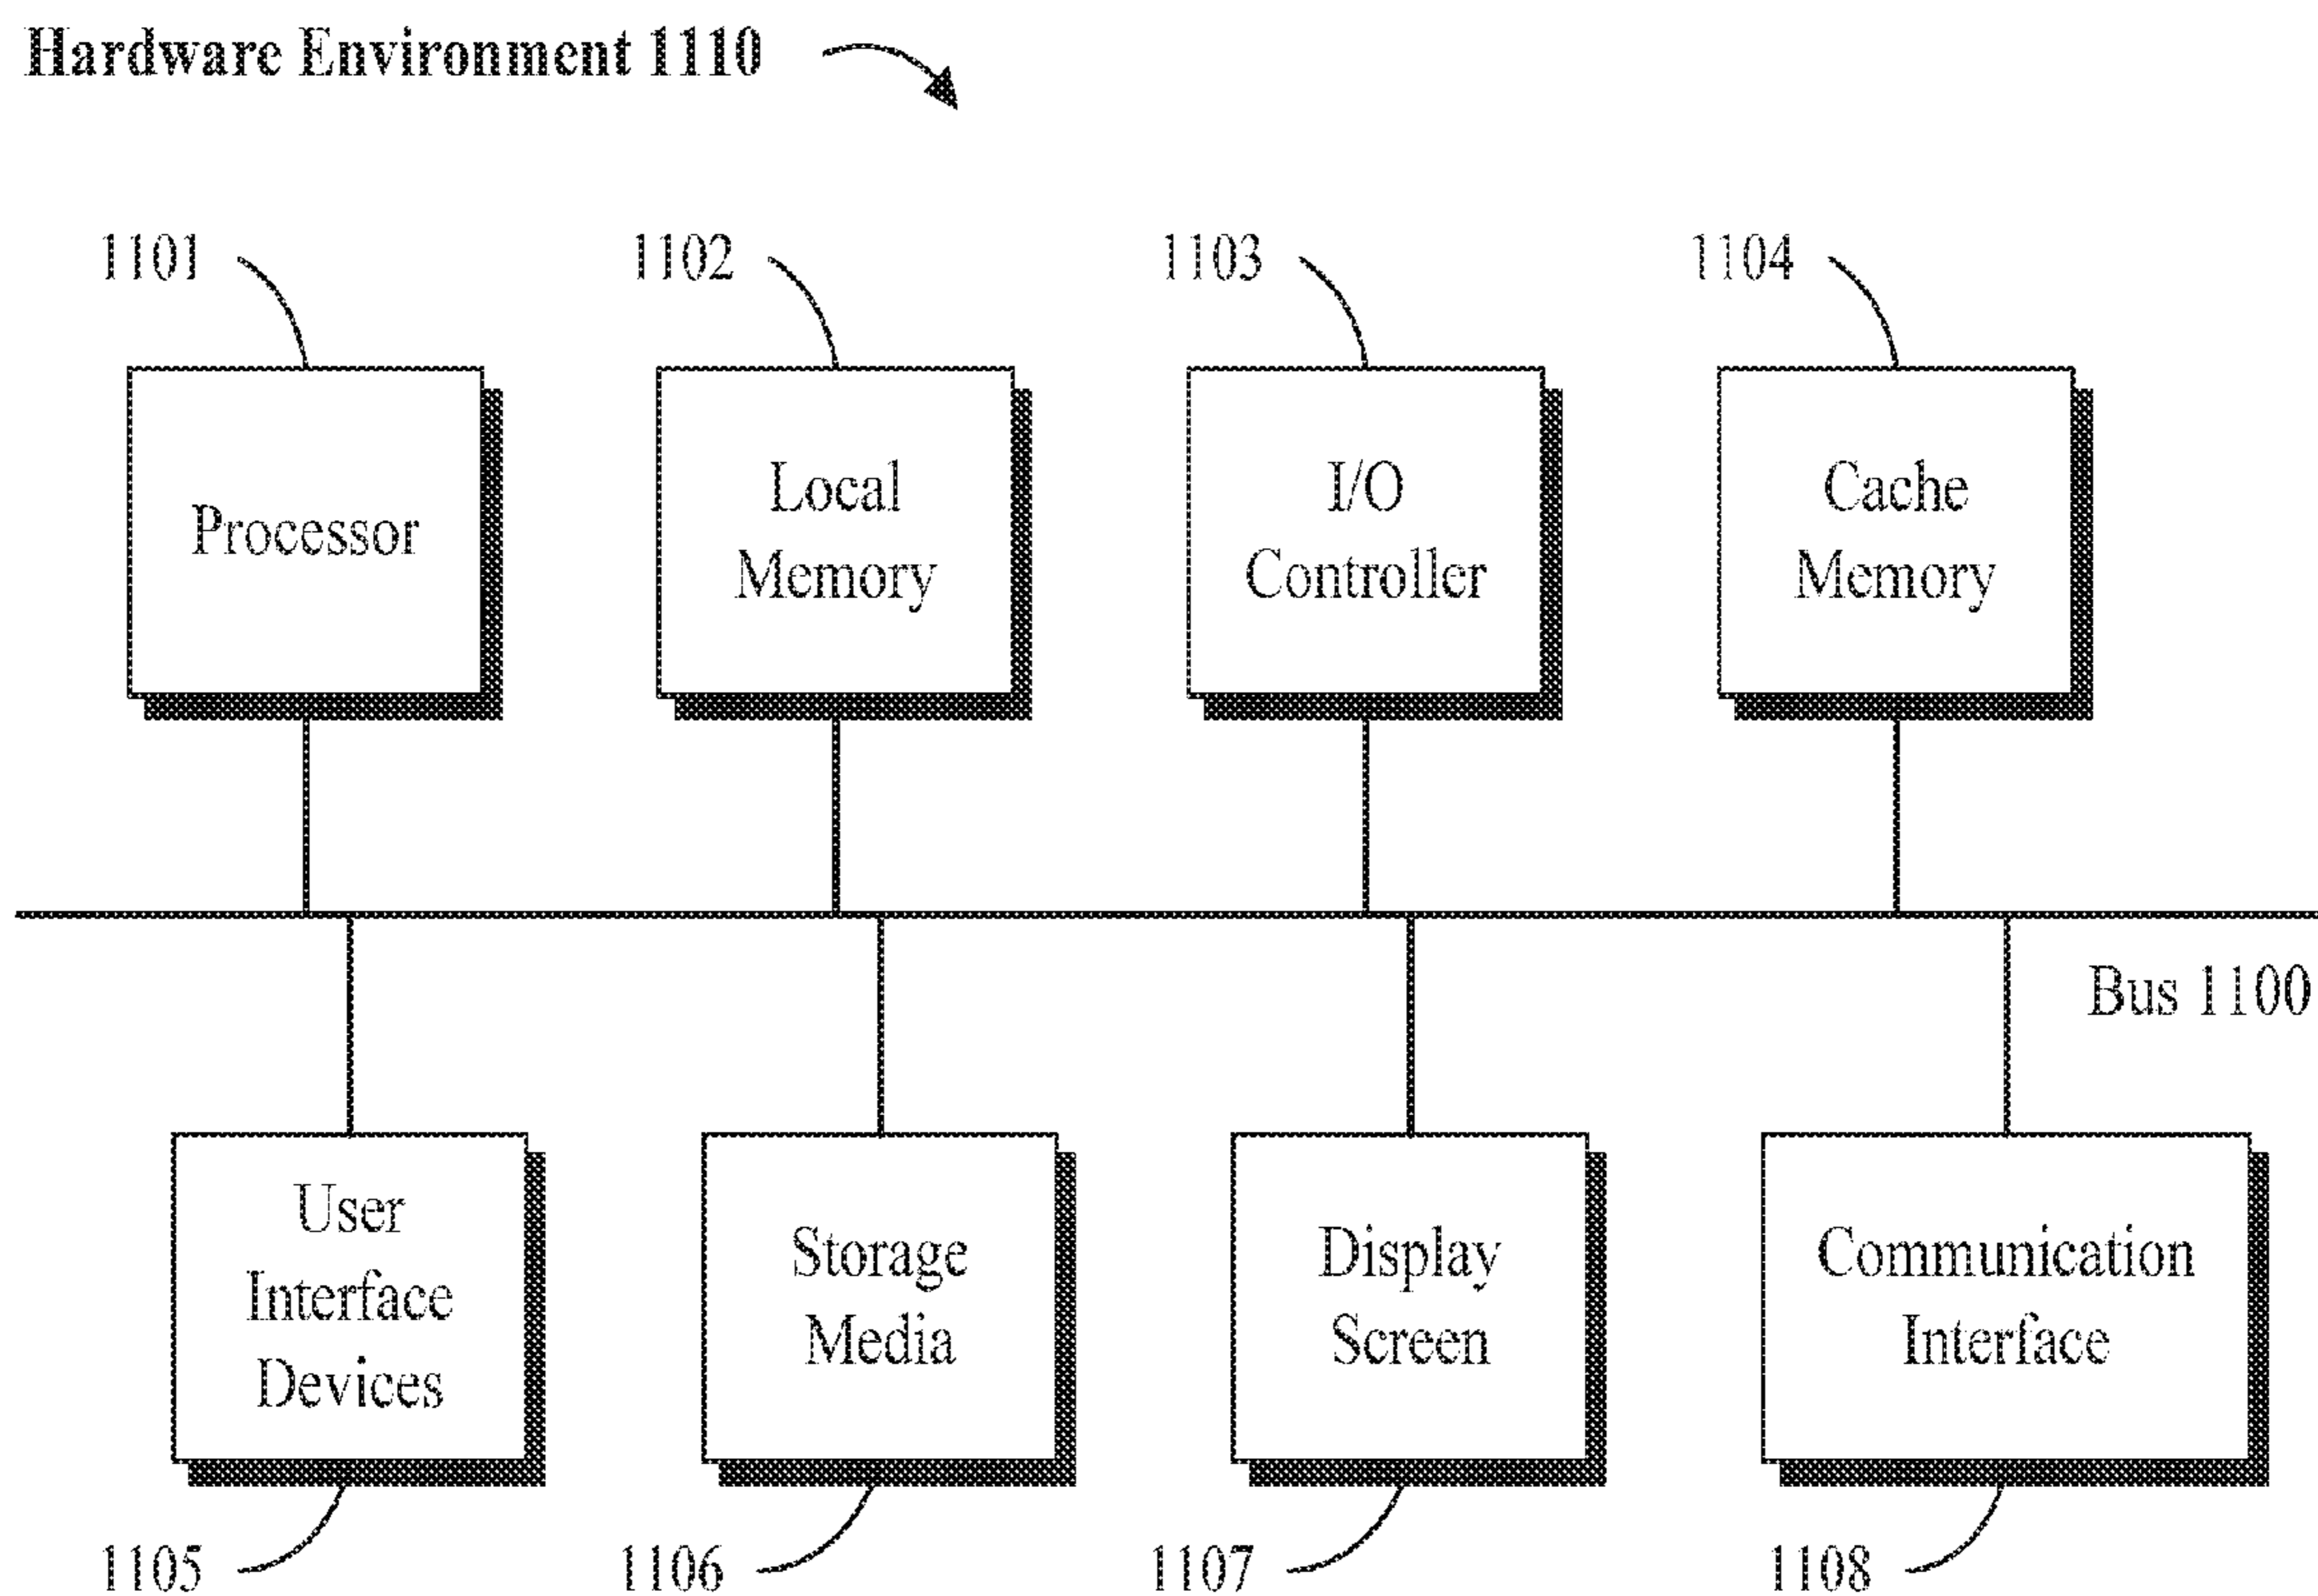 Hardware Environment 1110
1101
1102
1103
1104
Processor
Local
Memory
I/O
Controller
Cache
Memory
Bus 1100
User
Interface
Devices
Storage
Media
Display
Screen
Communication
Interface
1105
1106
1107
1108